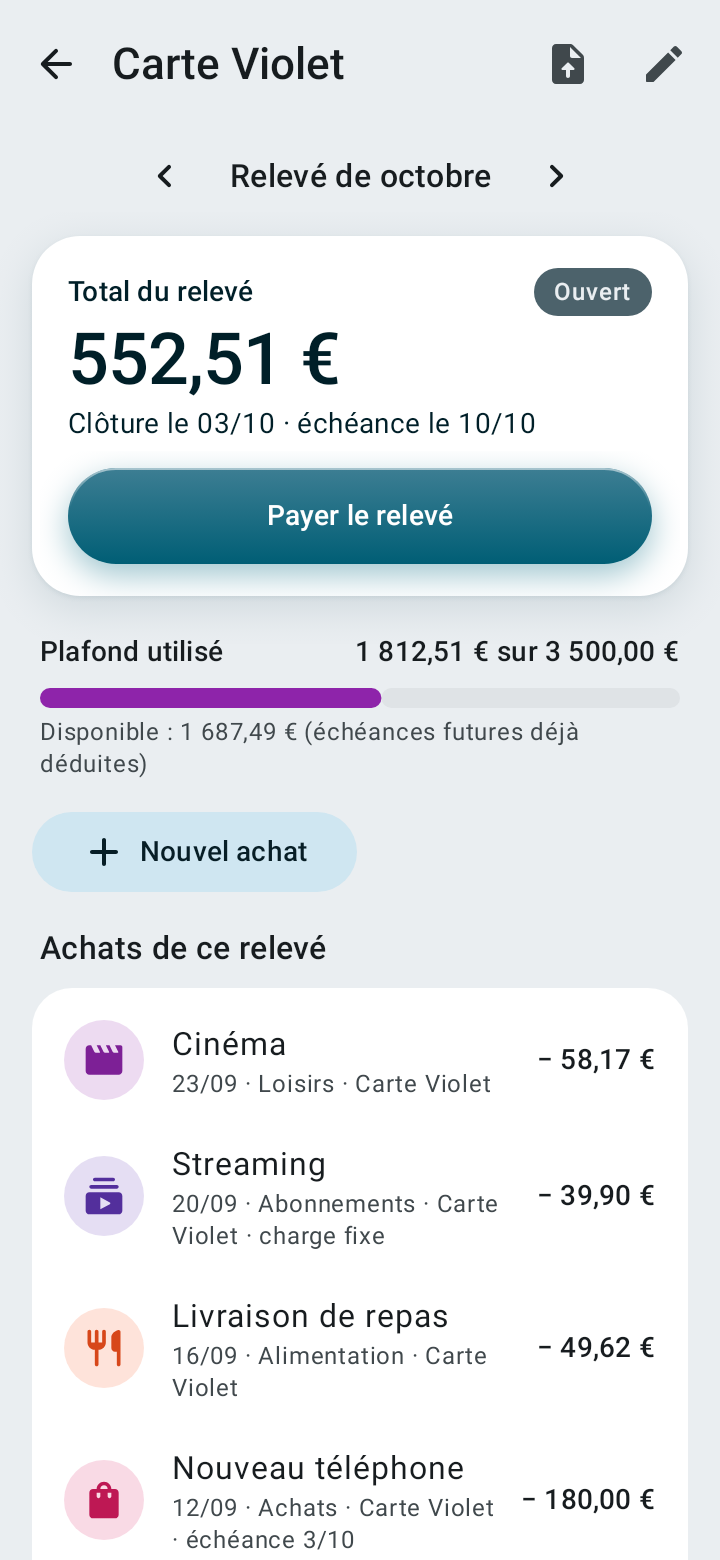 Carte Violet
Relevé de octobre
Total du relevé
Ouvert
552,51 €
Clôture le 03/10 · échéance le 10/10
Payer le relevé
Plafond utilisé
1 812,51 € sur 3 500,00 €
Disponible : 1 687,49 € (échéances futures déjà
déduites)
Nouvel achat
Achats de ce relevé
Cinéma
23/09 · Loisirs · Carte Violet
− 58,17 €
Streaming
20/09 · Abonnements · Carte
Violet · charge fixe
− 39,90 €
Livraison de repas
16/09 · Alimentation · Carte
Violet
− 49,62 €
Nouveau téléphone
12/09 · Achats · Carte Violet
· échéance 3/10
− 180,00 €